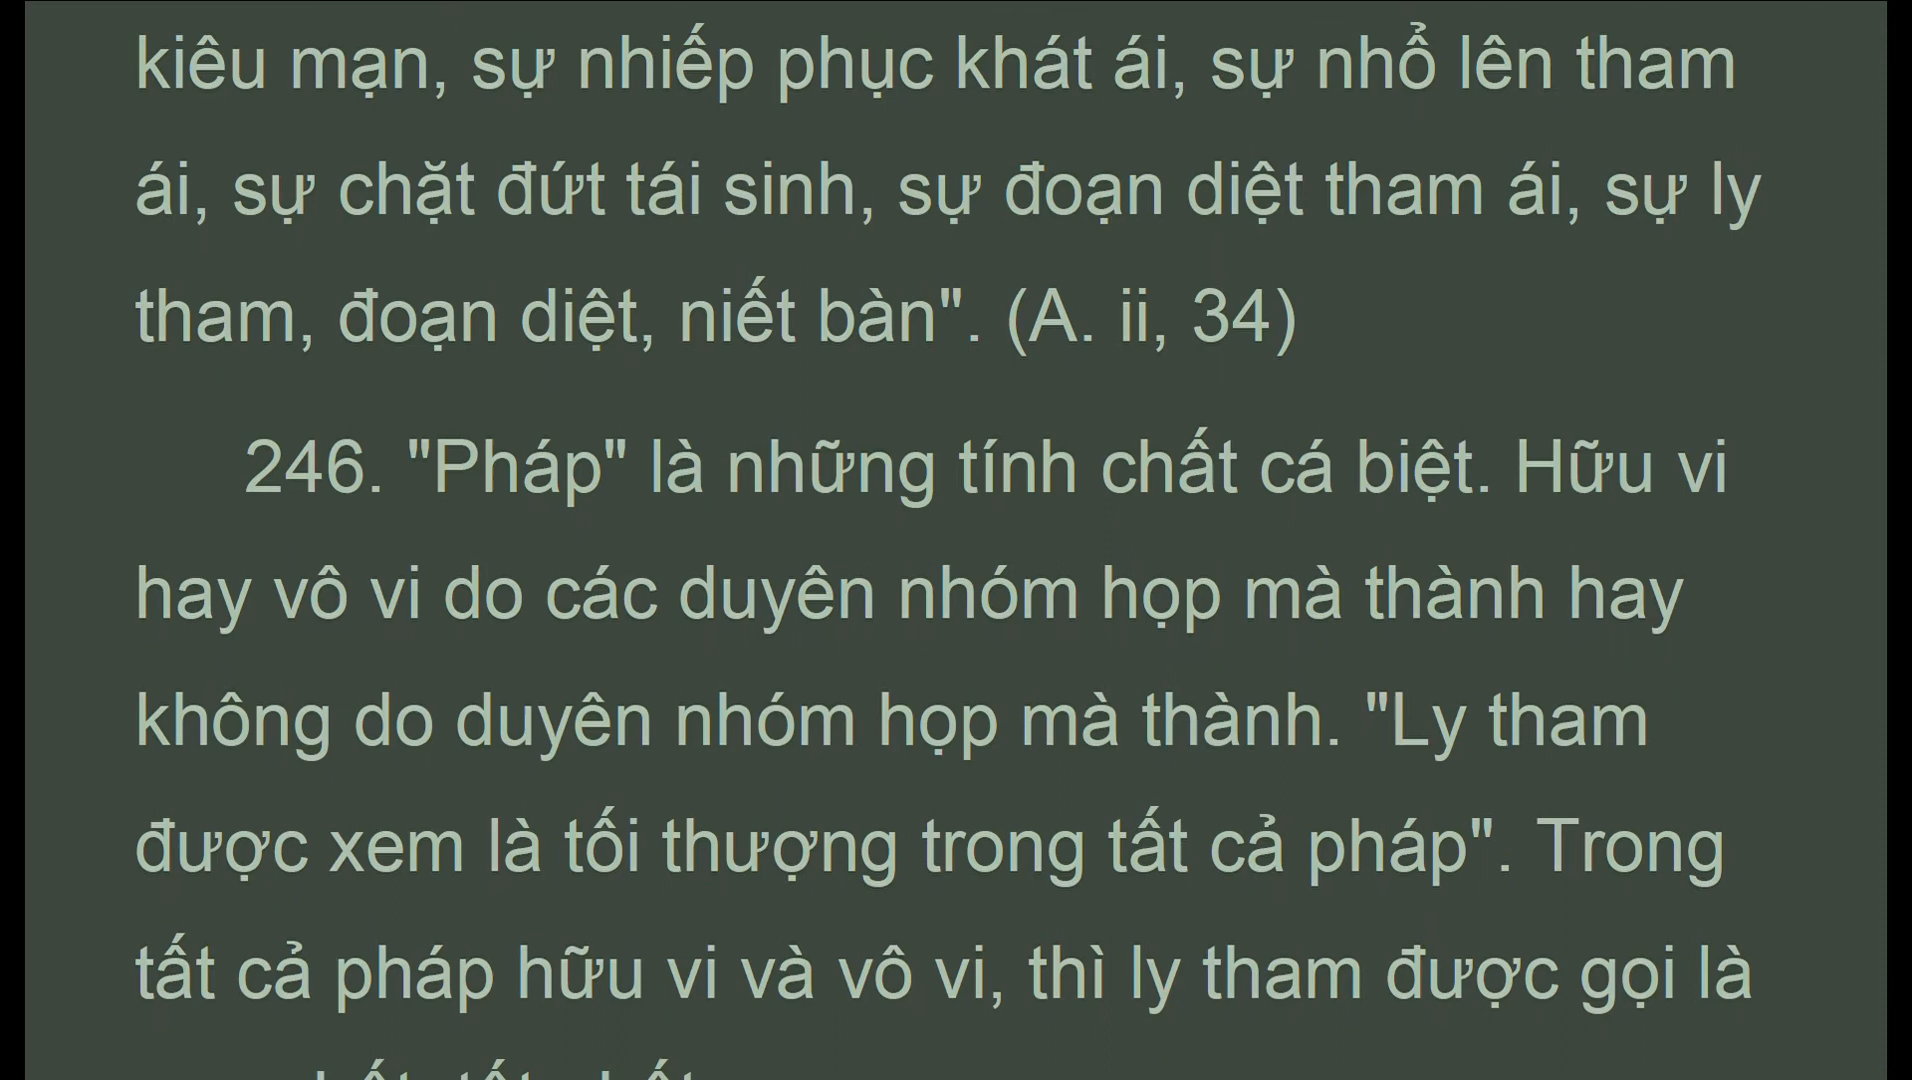 kiêu mạn, sự nhiếp phục khát ái, sự nhổ lên tham
ái, sự chặt đứt tái sinh, sự đoạn diệt tham ái, sự ly
tham, đoạn diệt, niết bàn". (A. ii, 34)
246. "Pháp" là những tính chất cá biệt. Hữu vi
hay vô vi do các duyên nhóm họp mà thành hay
không do duyên nhóm họp mà thành. "Ly tham
được xem là tối thượng trong tất cả pháp". Trong
tất cả pháp hữu vi và vô vi, thì ly tham được gọi là